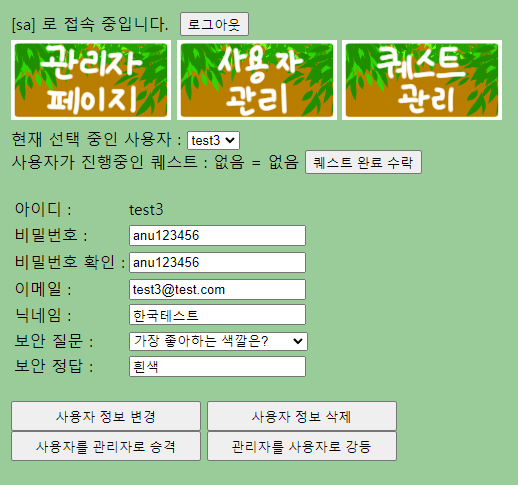 [sa] 로 접속 중입니다. 로그아웃
관리자 페이지 사용자 관리 퀘스트 관리
현재 선택 중인 사용자 : test3
사용자가 진행중인 퀘스트 : 없음 = 없음 퀘스트 완료 수락
아이디 : test3
비밀번호 : anu123456
비밀번호 확인 : anu123456
이메일 : test3@test.com
닉네임 : 한국테스트
보안 질문 : 가장 좋아하는 색깔은?
보안 정답 : 흰색
사용자 정보 변경 사용자 정보 삭제
사용자를 관리자로 승격 관리자를 사용자로 강등